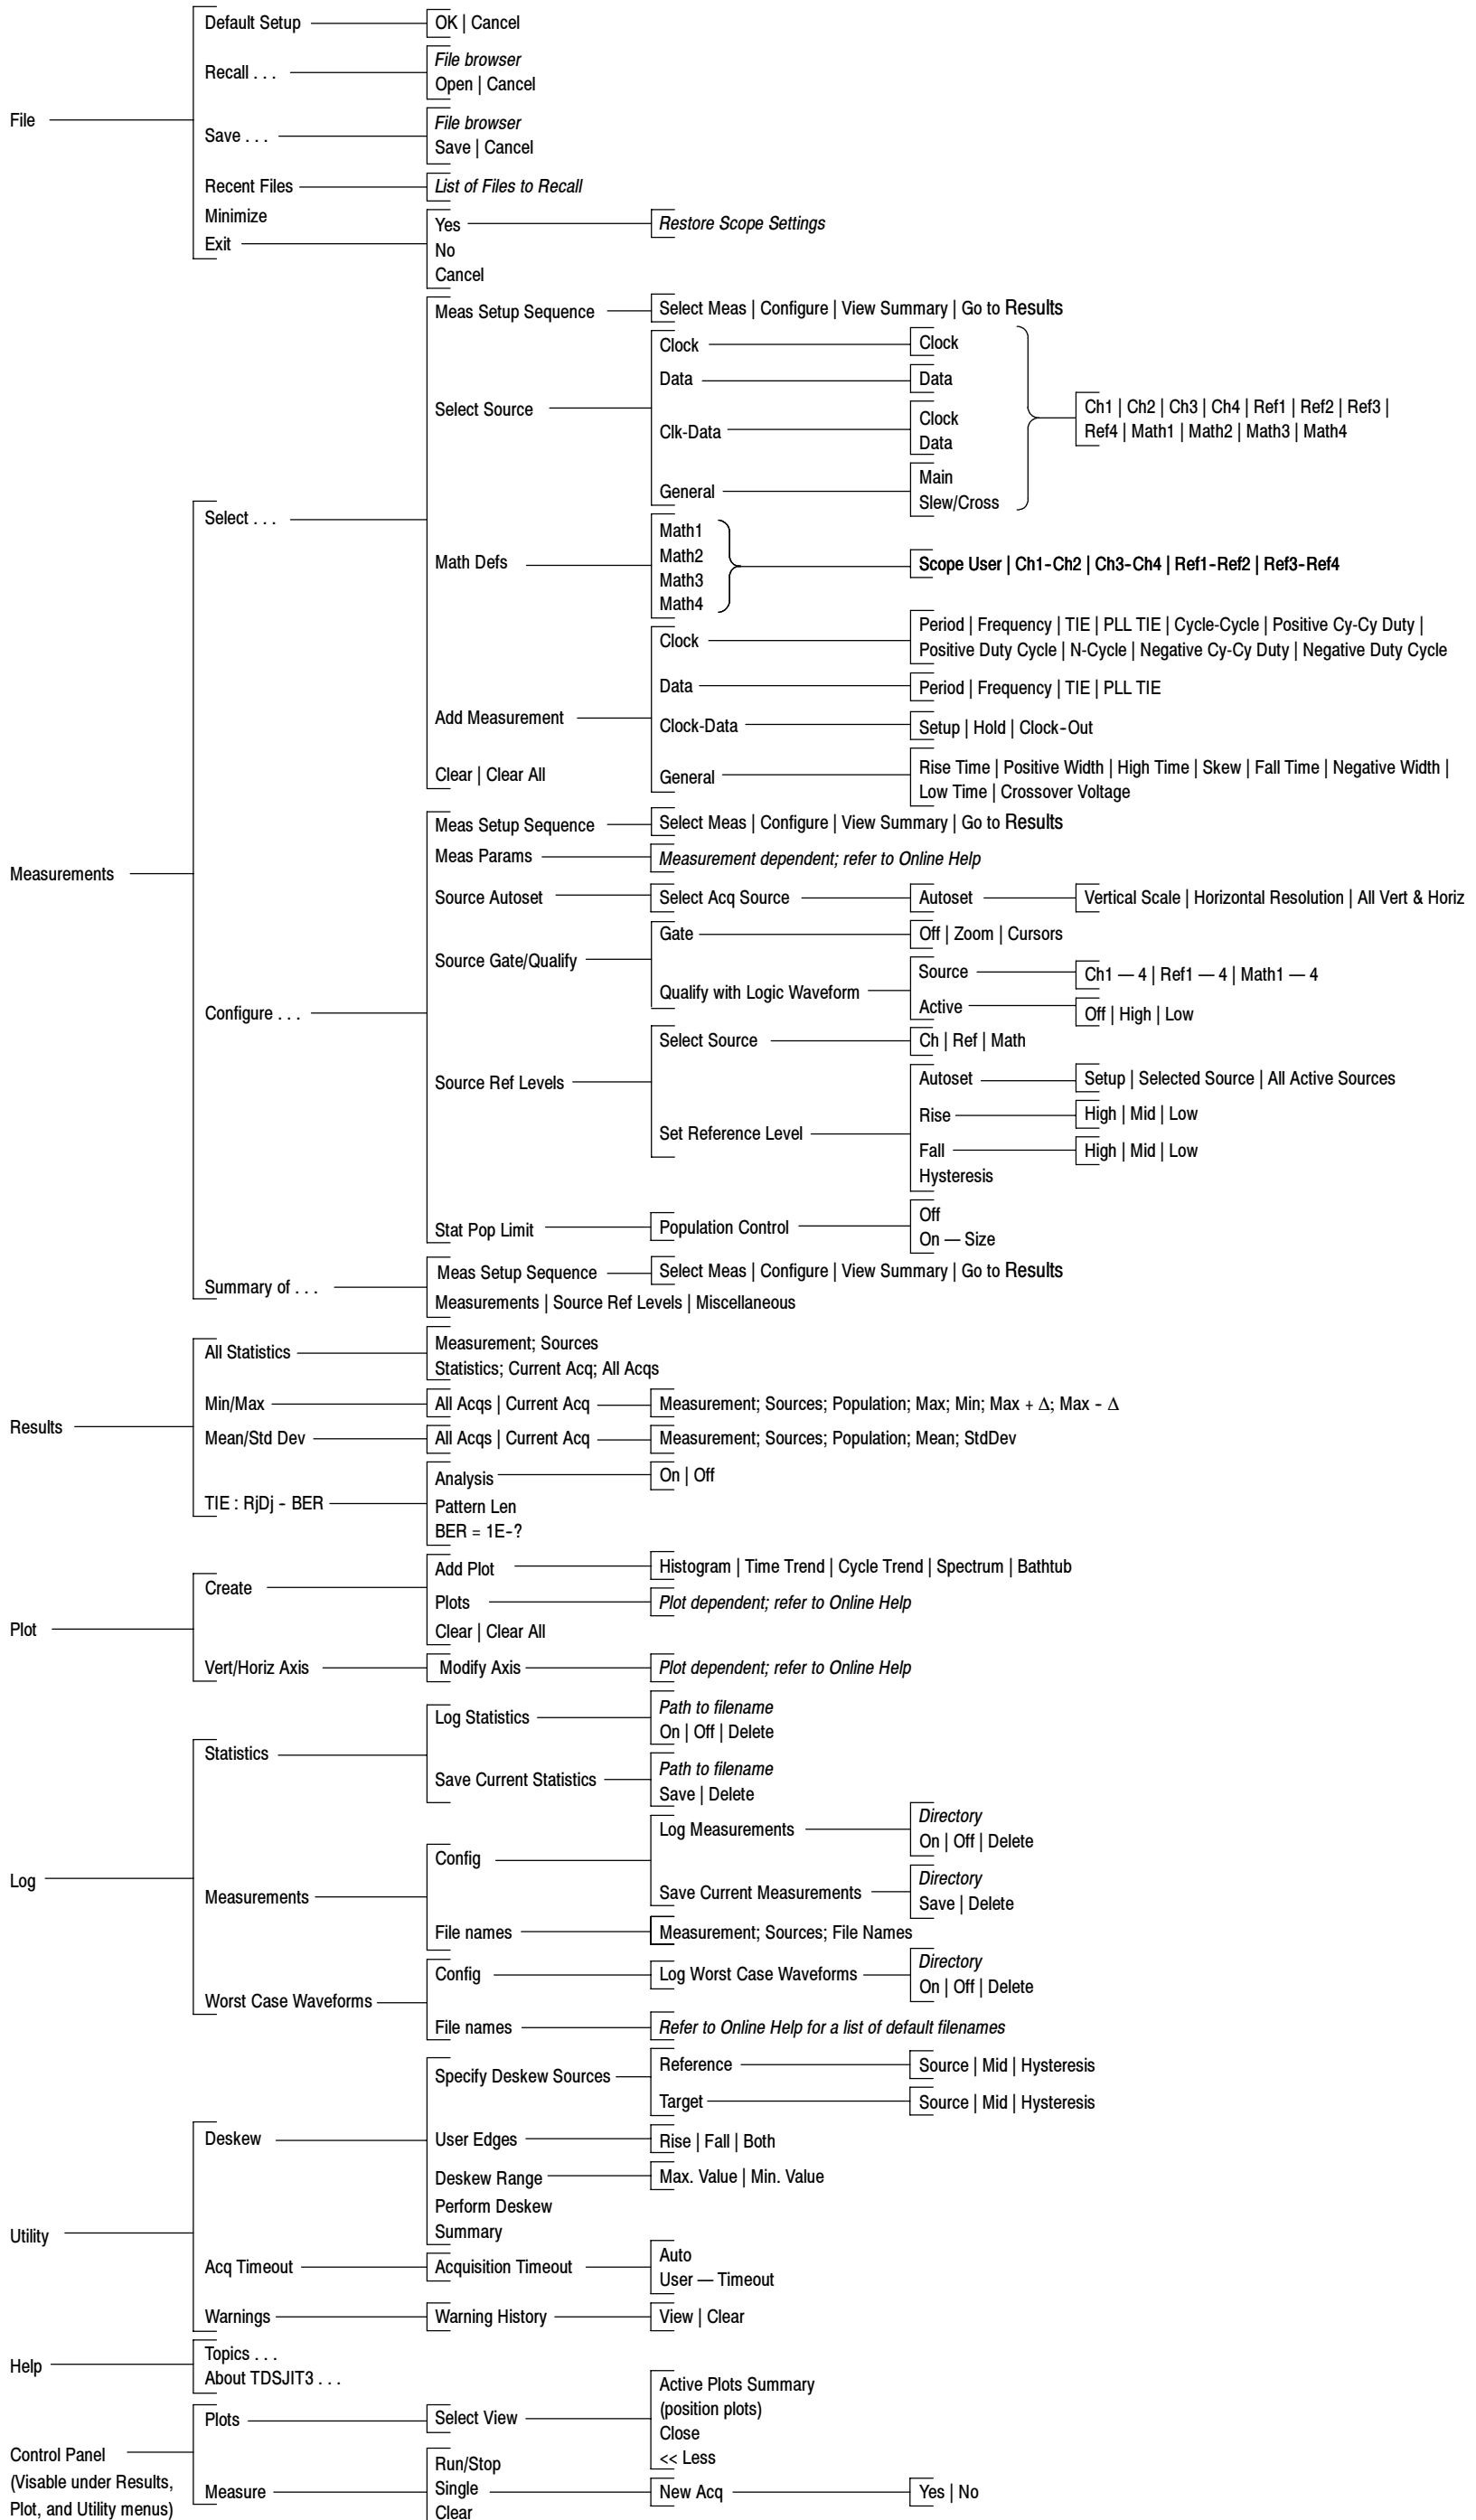 File
Default Setup
OK | Cancel
Recall . . .
File browser
Open | Cancel
Save . . .
File browser
Save | Cancel
Recent Files
List of Files to Recall
Minimize
Exit
Yes
Restore Scope Settings
No
Cancel
Measurements
Select . . .
Meas Setup Sequence
Select Meas | Configure | View Summary | Go to Results
Select Source
Clock
Clock
Data
Data
Clk-Data
Clock
Data
General
Main
Slew/Cross
Ch1 | Ch2 | Ch3 | Ch4 | Ref1 | Ref2 | Ref3 |
Ref4 | Math1 | Math2 | Math3 | Math4
Math Defs
Math1
Math2
Math3
Math4
Scope User | Ch1-Ch2 | Ch3-Ch4 | Ref1-Ref2 | Ref3-Ref4
Add Measurement
Clock
Period | Frequency | TIE | PLL TIE | Cycle-Cycle | Positive Cy-Cy Duty |
Positive Duty Cycle | N-Cycle | Negative Cy-Cy Duty | Negative Duty Cycle
Data
Period | Frequency | TIE | PLL TIE
Clock-Data
Setup | Hold | Clock-Out
General
Rise Time | Positive Width | High Time | Skew | Fall Time | Negative Width |
Low Time | Crossover Voltage
Clear | Clear All
Configure . . .
Meas Setup Sequence
Select Meas | Configure | View Summary | Go to Results
Meas Params
Measurement dependent; refer to Online Help
Source Autoset
Select Acq Source
Autoset
Vertical Scale | Horizontal Resolution | All Vert & Horiz
Source Gate/Qualify
Gate
Off | Zoom | Cursors
Qualify with Logic Waveform
Source
Ch1 — 4 | Ref1 — 4 | Math1 — 4
Active
Off | High | Low
Source Ref Levels
Select Source
Ch | Ref | Math
Set Reference Level
Autoset
Setup | Selected Source | All Active Sources
Rise
High | Mid | Low
Fall
High | Mid | Low
Hysteresis
Stat Pop Limit
Population Control
Off
On — Size
Summary of . . .
Meas Setup Sequence
Select Meas | Configure | View Summary | Go to Results
Measurements | Source Ref Levels | Miscellaneous
Results
All Statistics
Measurement; Sources
Statistics; Current Acq; All Acqs
Min/Max
All Acqs | Current Acq
Measurement; Sources; Population; Max; Min; Max + Δ; Max - Δ
Mean/Std Dev
All Acqs | Current Acq
Measurement; Sources; Population; Mean; StdDev
TIE : RjDj - BER
Analysis
On | Off
Pattern Len
BER = 1E-?
Plot
Create
Add Plot
Histogram | Time Trend | Cycle Trend | Spectrum | Bathtub
Plots
Plot dependent; refer to Online Help
Clear | Clear All
Vert/Horiz Axis
Modify Axis
Plot dependent; refer to Online Help
Log
Statistics
Log Statistics
Path to filename
On | Off | Delete
Save Current Statistics
Path to filename
Save | Delete
Measurements
Config
Log Measurements
Directory
On | Off | Delete
Save Current Measurements
Directory
Save | Delete
File names
Measurement; Sources; File Names
Worst Case Waveforms
Config
Log Worst Case Waveforms
Directory
On | Off | Delete
File names
Refer to Online Help for a list of default filenames
Utility
Deskew
Specify Deskew Sources
Reference
Source | Mid | Hysteresis
Target
Source | Mid | Hysteresis
User Edges
Rise | Fall | Both
Deskew Range
Max. Value | Min. Value
Perform Deskew
Summary
Acq Timeout
Acquisition Timeout
Auto
User — Timeout
Warnings
Warning History
View | Clear
Help
Topics . . .
About TDSJIT3 . . .
Control Panel
(Visable under Results,
Plot, and Utility menus)
Plots
Select View
Active Plots Summary
(position plots)
Close
<< Less
Measure
Run/Stop
Single
Clear
New Acq
Yes | No